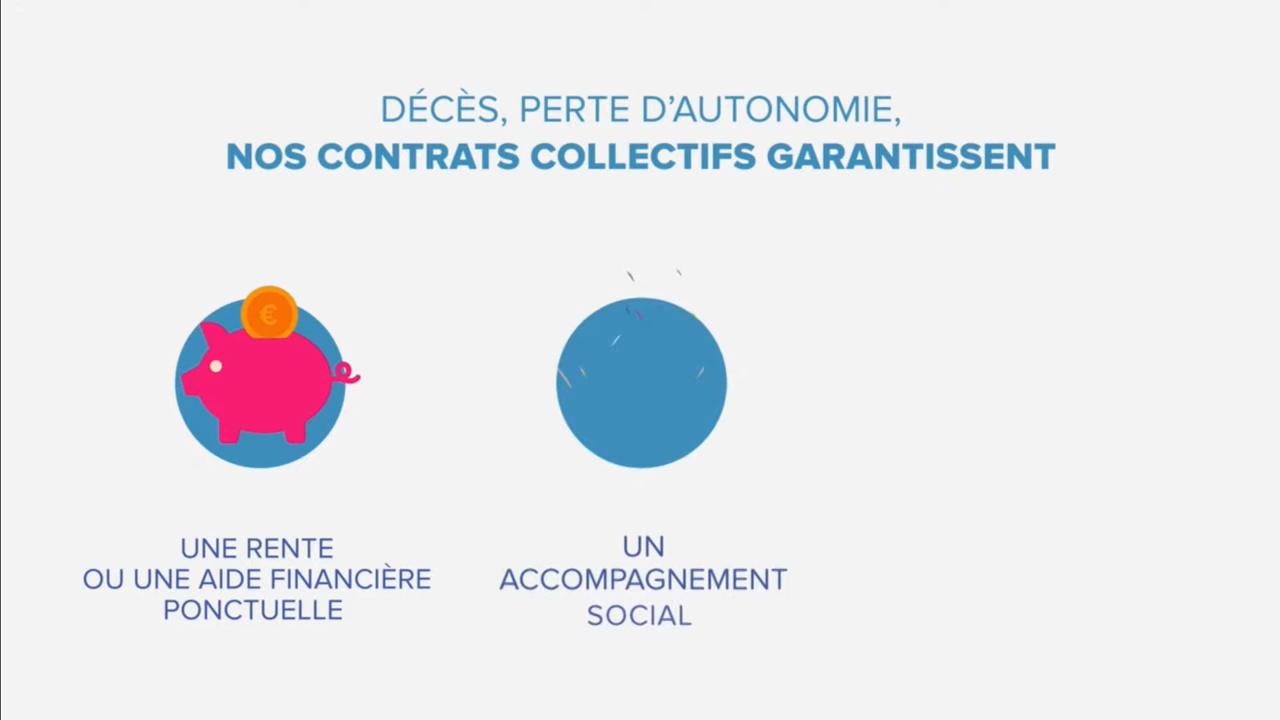 DÉCÈS, PERTE D’AUTONOMIE,
NOS CONTRATS COLLECTIFS GARANTISSENT
€
UNE RENTE
OU UNE AIDE FINANCIÈRE
PONCTUELLE
UN
ACCOMPAGNEMENT
SOCIAL